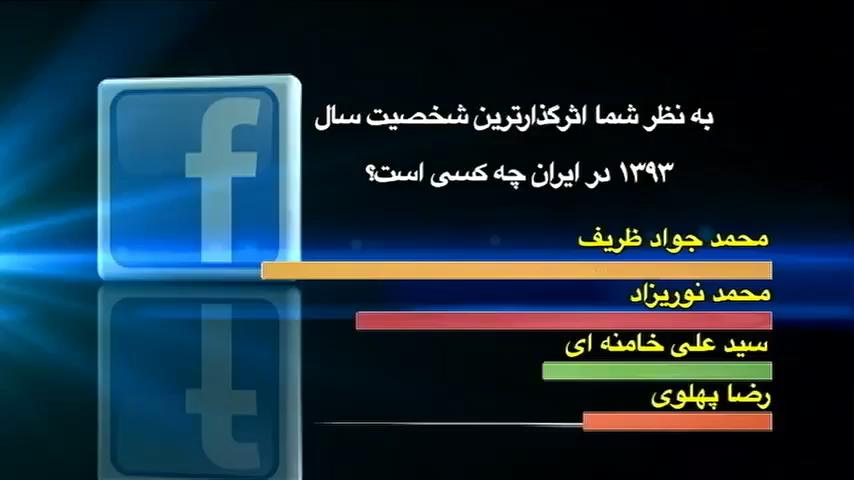 به نظر شما اثرگذارترین شخصیت سال
۱۳۹۳ در ایران چه کسی است؟
محمد جواد ظریف
محمد نوریزاد
سید علی خامنه ای
رضا پهلوی
f